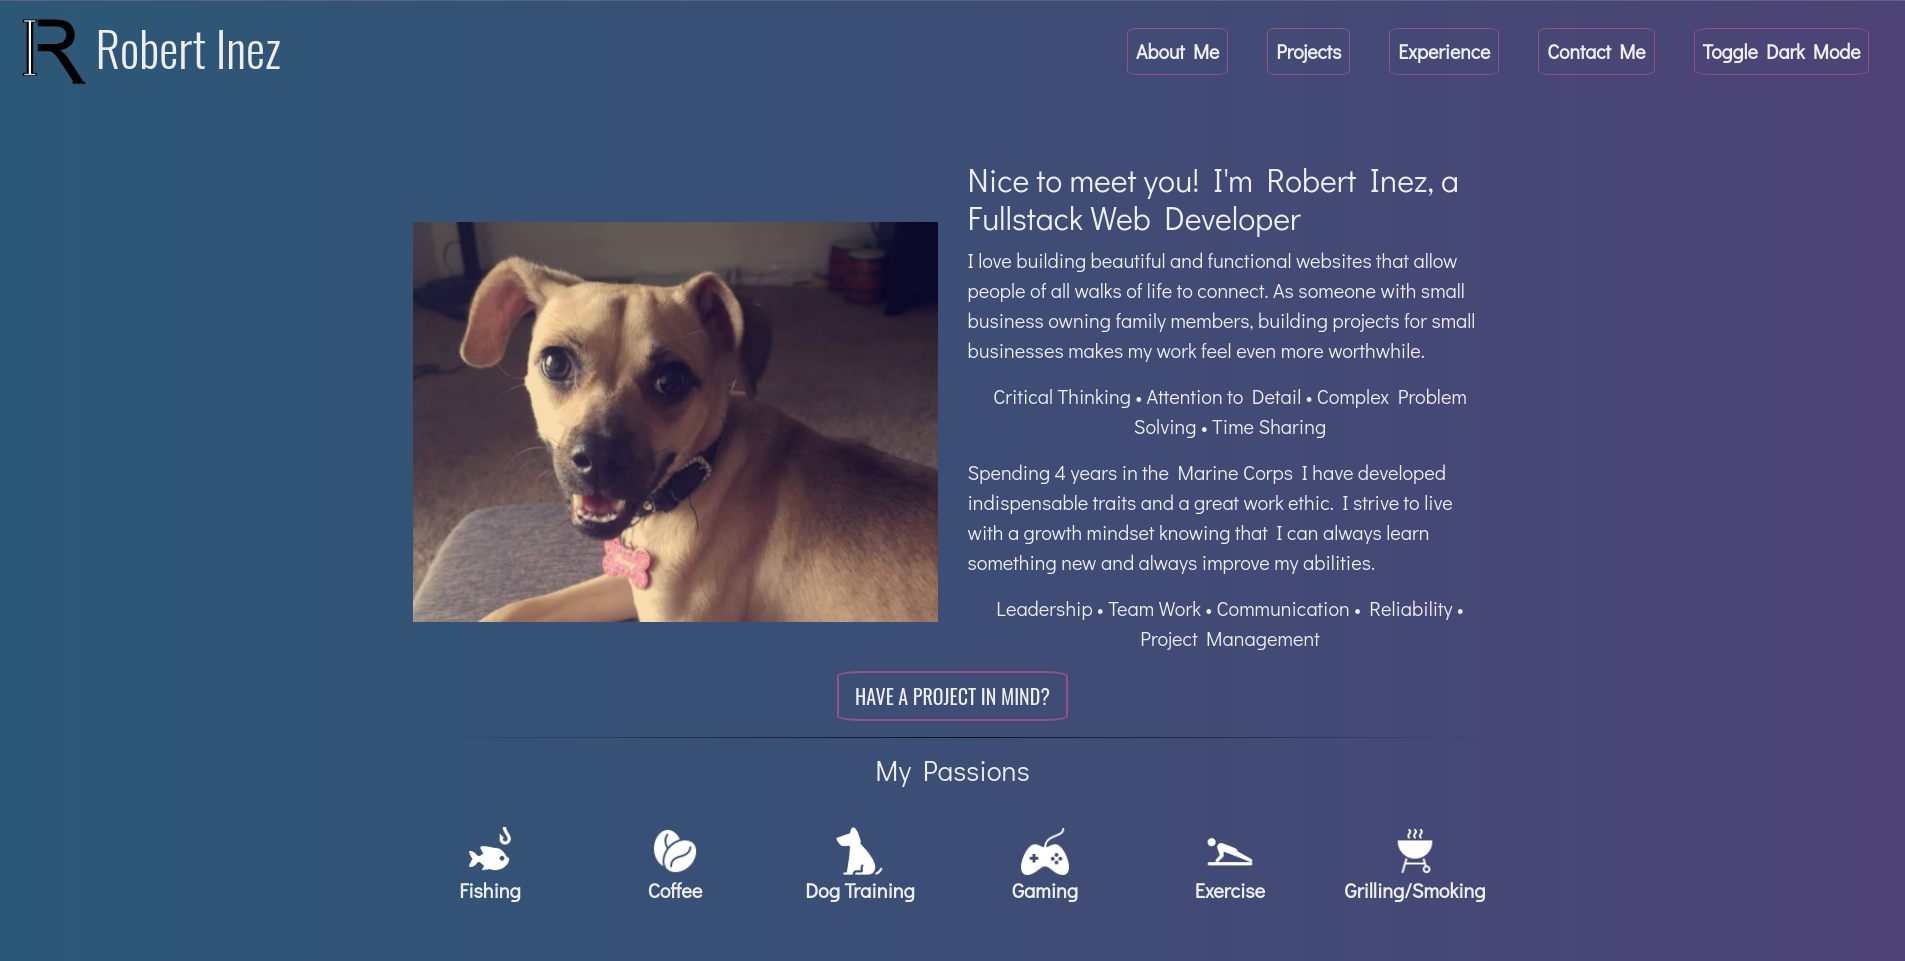 IR Robert Inez
About Me
Projects
Experience
Contact Me
Toggle Dark Mode
Nice to meet you! I'm Robert Inez, a
Fullstack Web Developer
I love building beautiful and functional websites that allow
people of all walks of life to connect. As someone with small
business owning family members, building projects for small
businesses makes my work feel even more worthwhile.
Critical Thinking • Attention to Detail • Complex Problem
Solving • Time Sharing
Spending 4 years in the Marine Corps I have developed
indispensable traits and a great work ethic. I strive to live
with a growth mindset knowing that I can always learn
something new and always improve my abilities.
Leadership • Team Work • Communication • Reliability •
Project Management
HAVE A PROJECT IN MIND?
My Passions
Fishing
Coffee
Dog Training
Gaming
Exercise
Grilling/Smoking